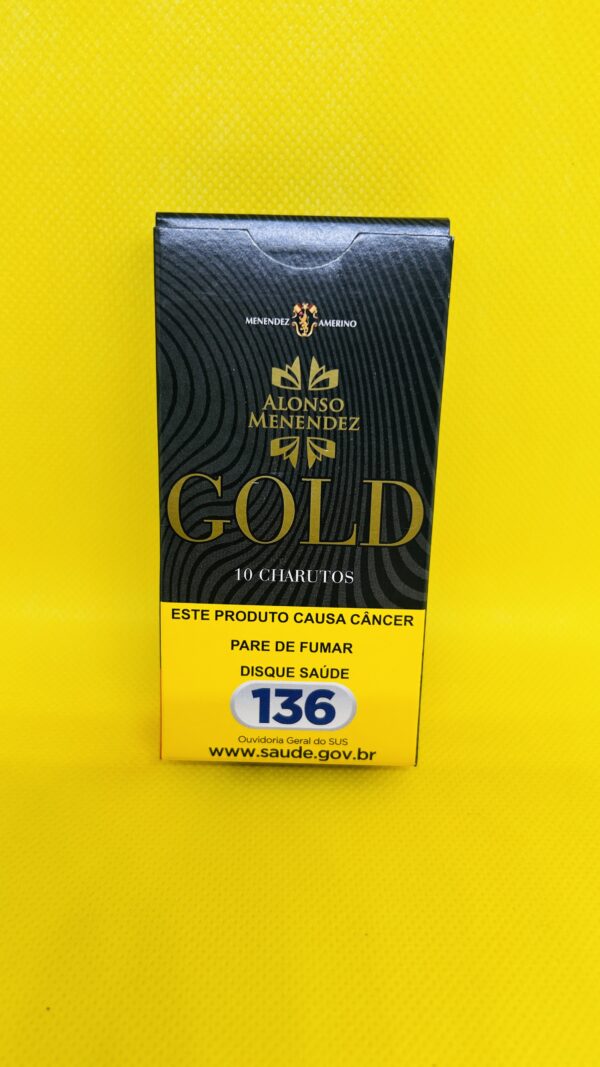 MENENDEZ AMERINO
ALONSO
MENENDEZ
GOLD
10 CHARUTOS
ESTE PRODUTO CAUSA CÂNCER
PARE DE FUMAR
DISQUE SAÚDE
136
Ouvidoria Geral do SUS
www.saude.gov.br